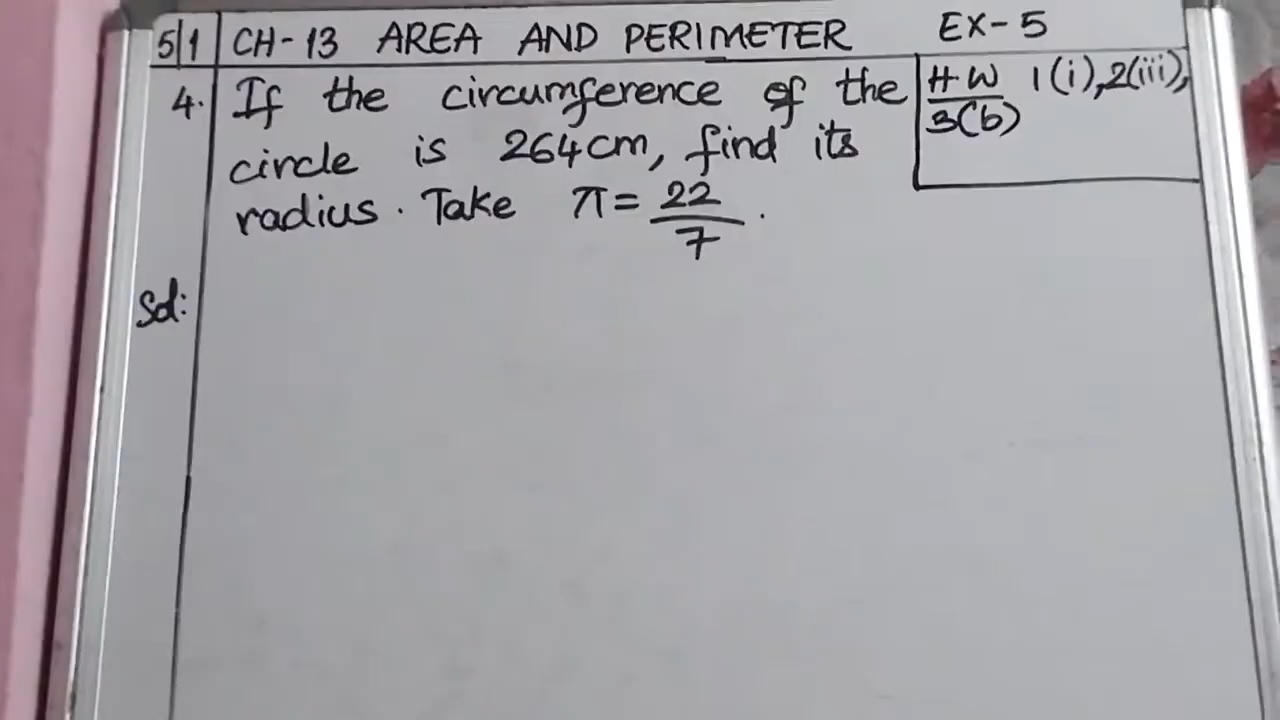 5|1 CH-13 AREA AND PERIMETER EX-5
4. If the circumference of the
circle is 264cm, find its
radius. Take π = 22/7.
H.W 1(i), 2(iii),
3(b)
Sol: